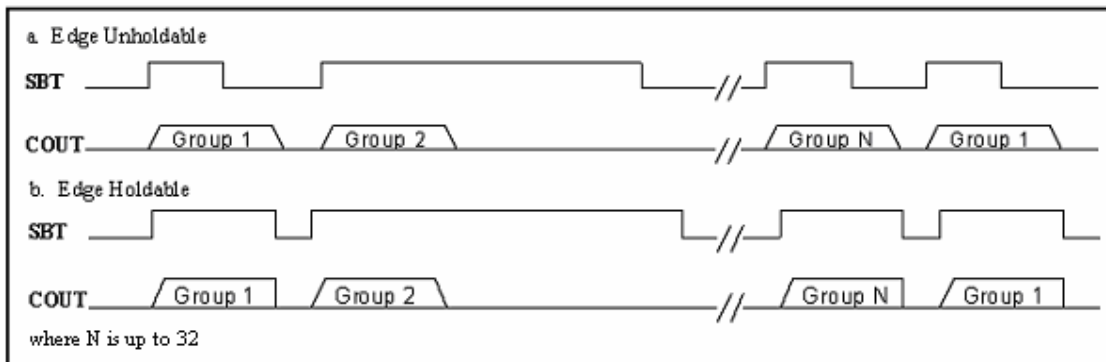 a. Edge Unholdable
SBT
//
COUT Group 1 Group 2 // Group N Group 1
b. Edge Holdable
SBT
//
COUT Group 1 Group 2 // Group N Group 1
where N is up to 32